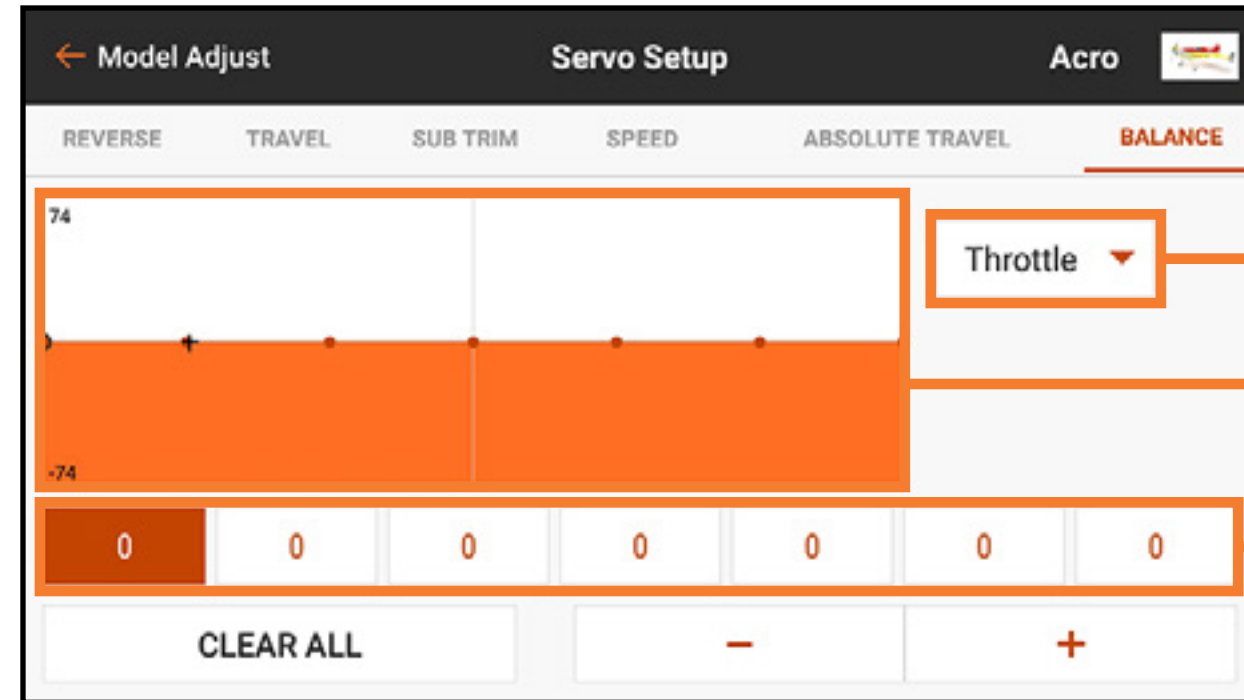 ← Model Adjust Servo Setup Acro
REVERSE TRAVEL SUB TRIM SPEED ABSOLUTE TRAVEL BALANCE
74
Throttle
-74
0 0 0 0 0 0 0
CLEAR ALL − +